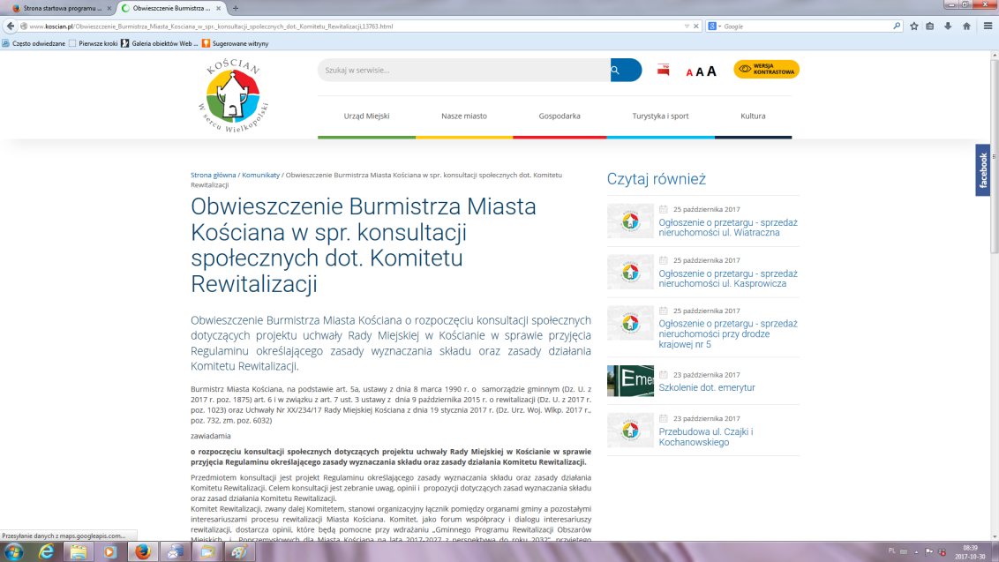 Strona startowa programu ...
Obwieszczenie Burmistrza ...
www.koscian.pl/Obwieszczenie_Burmistrza_Miasta_Kosciana_w_spr._konsultacji_spolecznych_dot._Komitetu_Rewitalizacji,13763.html
Google
Często odwiedzane
Pierwsze kroki
Galeria obiektów Web ...
Sugerowane witryny
KOŚCIAN
W sercu Wielkopolski
Szukaj w serwisie...
A A A
WERSJA
KONTRASTOWA
Urząd Miejski
Nasze miasto
Gospodarka
Turystyka i sport
Kultura
facebook
Strona główna / Komunikaty / Obwieszczenie Burmistrza Miasta Kościana w spr. konsultacji społecznych dot. Komitetu
Rewitalizacji
Obwieszczenie Burmistrza Miasta
Kościana w spr. konsultacji
społecznych dot. Komitetu
Rewitalizacji
Obwieszczenie Burmistrza Miasta Kościana o rozpoczęciu konsultacji społecznych
dotyczących projektu uchwały Rady Miejskiej w Kościanie w sprawie przyjęcia
Regulaminu określającego zasady wyznaczania składu oraz zasady działania
Komitetu Rewitalizacji.
Burmistrz Miasta Kościana, na podstawie art. 5a, ustawy z dnia 8 marca 1990 r. o samorządzie gminnym (Dz. U. z
2017 r. poz. 1875) art. 6 i w związku z art. 7 ust. 3 ustawy z dnia 9 października 2015 r. o rewitalizacji (Dz. U. z 2017 r.
poz. 1023) oraz Uchwały Nr XX/234/17 Rady Miejskiej Kościana z dnia 19 stycznia 2017 r. (Dz. Urz. Woj. Wlkp. 2017 r.,
poz. 732, zm. poz. 6032)
zawiadamia
o rozpoczęciu konsultacji społecznych dotyczących projektu uchwały Rady Miejskiej w Kościanie w sprawie
przyjęcia Regulaminu określającego zasady wyznaczania składu oraz zasady działania Komitetu Rewitalizacji.
Przedmiotem konsultacji jest projekt Regulaminu określającego zasady wyznaczania składu oraz zasady działania
Komitetu Rewitalizacji. Celem konsultacji jest zebranie uwag, opinii i propozycji dotyczących zasad wyznaczania składu
oraz zasad działania Komitetu Rewitalizacji.
Komitet Rewitalizacji, zwany dalej Komitetem, stanowi organizacyjny łącznik pomiędzy organami gminy a pozostałymi
interesariuszami procesu rewitalizacji Miasta Kościana. Komitet, jako forum współpracy i dialogu interesariuszy
rewitalizacji, dostarcza opinii, które będą pomocne przy wdrażaniu „Gminnego Programu Rewitalizacji Obszarów
Miejskich i Poprzemysłowych dla Miasta Kościana na lata 2017-2027 z perspektywą do roku 2032”, przyjętego
Czytaj również
25 października 2017
Ogłoszenie o przetargu - sprzedaż
nieruchomości ul. Wiatraczna
25 października 2017
Ogłoszenie o przetargu - sprzedaż
nieruchomości ul. Kasprowicza
25 października 2017
Ogłoszenie o przetargu - sprzedaż
nieruchomości przy drodze
krajowej nr 5
Emer
23 października 2017
Szkolenie dot. emerytur
23 października 2017
Przebudowa ul. Czajki i
Kochanowskiego
Przesyłanie danych z maps.googleapis.com...
PL
08:39
2017-10-30